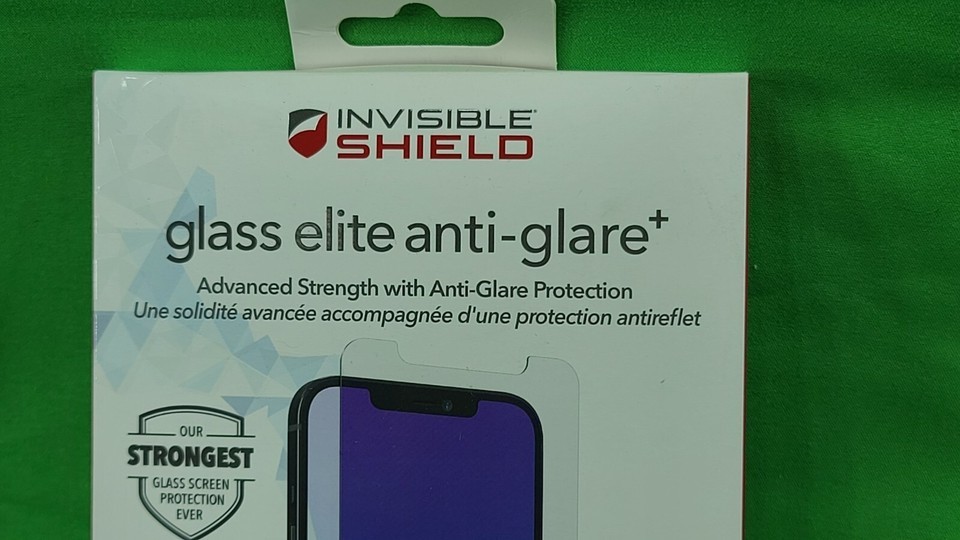 INVISIBLE
SHIELD
glass elite anti-glare+
Advanced Strength with Anti-Glare Protection
Une solidité avancée accompagnée d'une protection antireflet
OUR
STRONGEST
GLASS SCREEN
PROTECTION
EVER